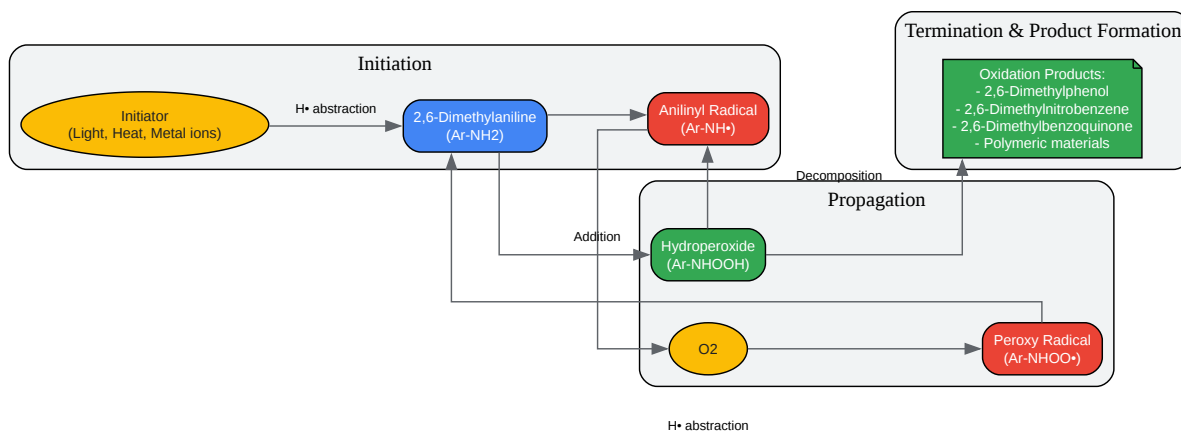 Termination & Product Formation
Initiation
Oxidation Products:
- 2,6-Dimethylphenol
- 2,6-Dimethylnitrobenzene
- 2,6-Dimethylbenzoquinone
- Polymeric materials
Initiator
(Light, Heat, Metal ions)
H• abstraction
2,6-Dimethylaniline
(Ar-NH2)
Anilinyl Radical
(Ar-NH•)
Decomposition
Propagation
Addition
Hydroperoxide
(Ar-NHOOH)
O2
Peroxy Radical
(Ar-NHOO•)
H• abstraction